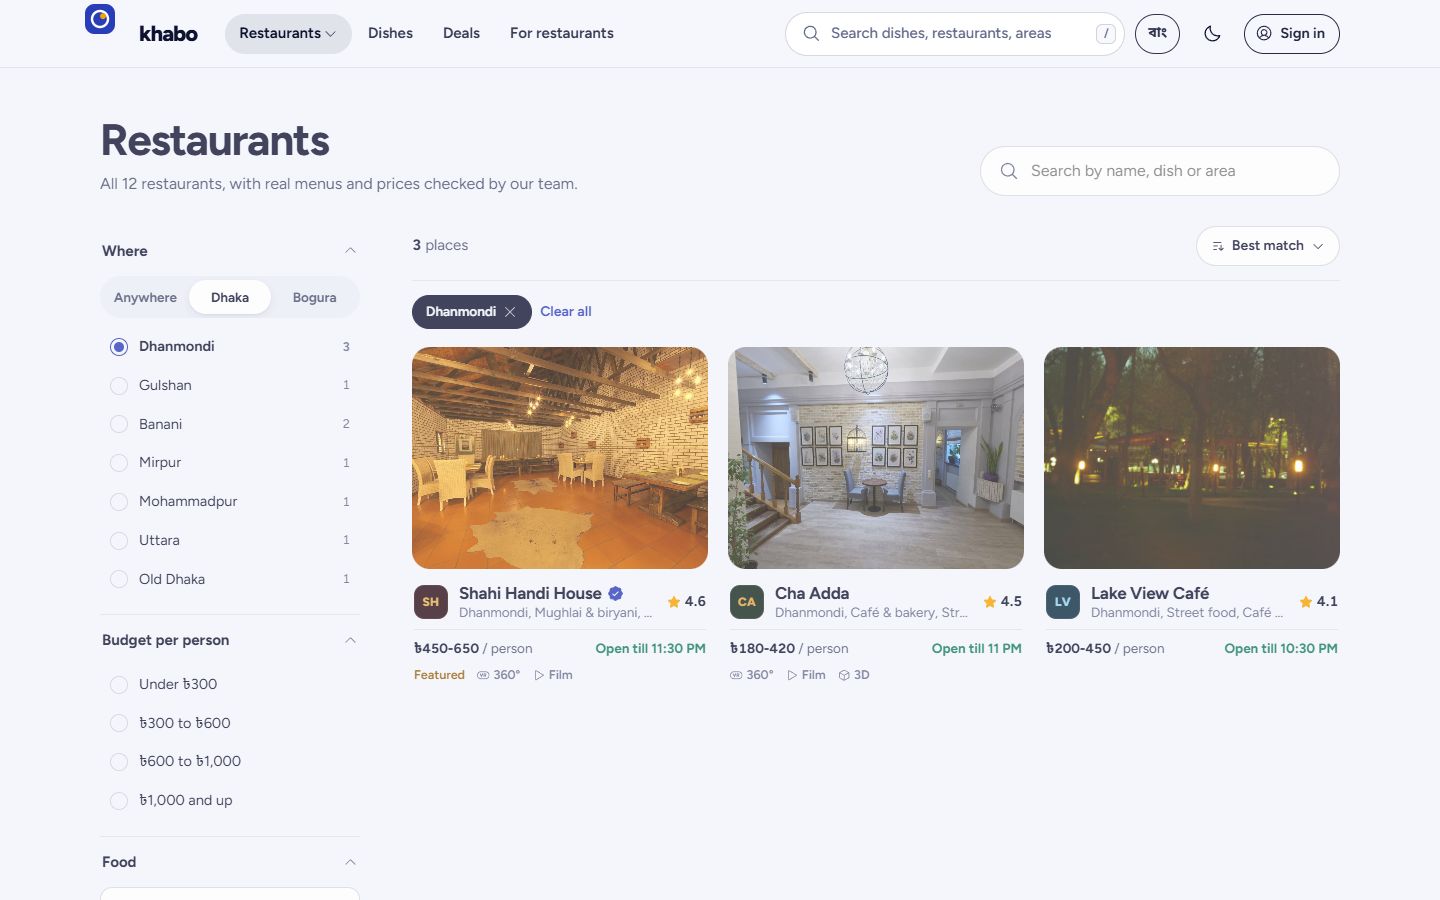 khabo
Restaurants
Dishes
Deals
For restaurants
Search dishes, restaurants, areas
/
বাং
Sign in
Restaurants
All 12 restaurants, with real menus and prices checked by our team.
Search by name, dish or area
Where
Anywhere
Dhaka
Bogura
Dhanmondi 3
Gulshan 1
Banani 2
Mirpur 1
Mohammadpur 1
Uttara 1
Old Dhaka 1
Budget per person
Under ৳300
৳300 to ৳600
৳600 to ৳1,000
৳1,000 and up
Food
3 places
Best match
Dhanmondi
Clear all
SH
Shahi Handi House
4.6
Dhanmondi, Mughlai & biryani, ...
৳450-650 / person
Open till 11:30 PM
Featured
360°
Film
CA
Cha Adda
4.5
Dhanmondi, Café & bakery, Str...
৳180-420 / person
Open till 11 PM
360°
Film
3D
LV
Lake View Café
4.1
Dhanmondi, Street food, Café ...
৳200-450 / person
Open till 10:30 PM